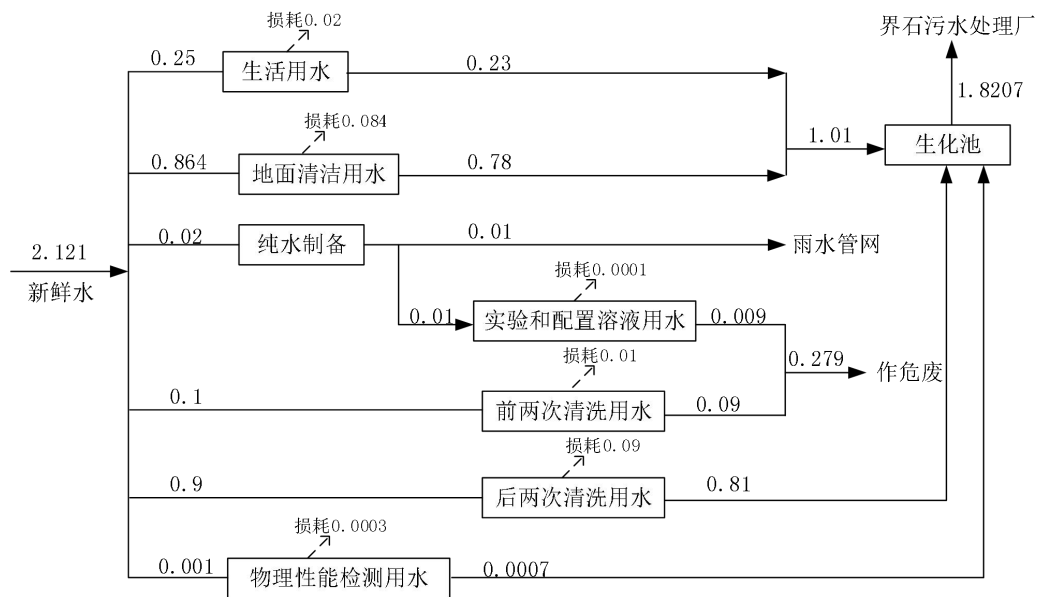 损耗0.02
界石污水处理厂
0.25
生活用水
0.23
1.8207
损耗0.084
0.864
地面清洁用水
0.78
1.01
生化池
0.02
纯水制备
0.01
雨水管网
2.121
新鲜水
损耗0.0001
0.01
实验和配置溶液用水
0.009
损耗0.01
0.279
作危废
0.1
前两次清洗用水
0.09
损耗0.09
0.9
后两次清洗用水
0.81
损耗0.0003
0.001
物理性能检测用水
0.0007